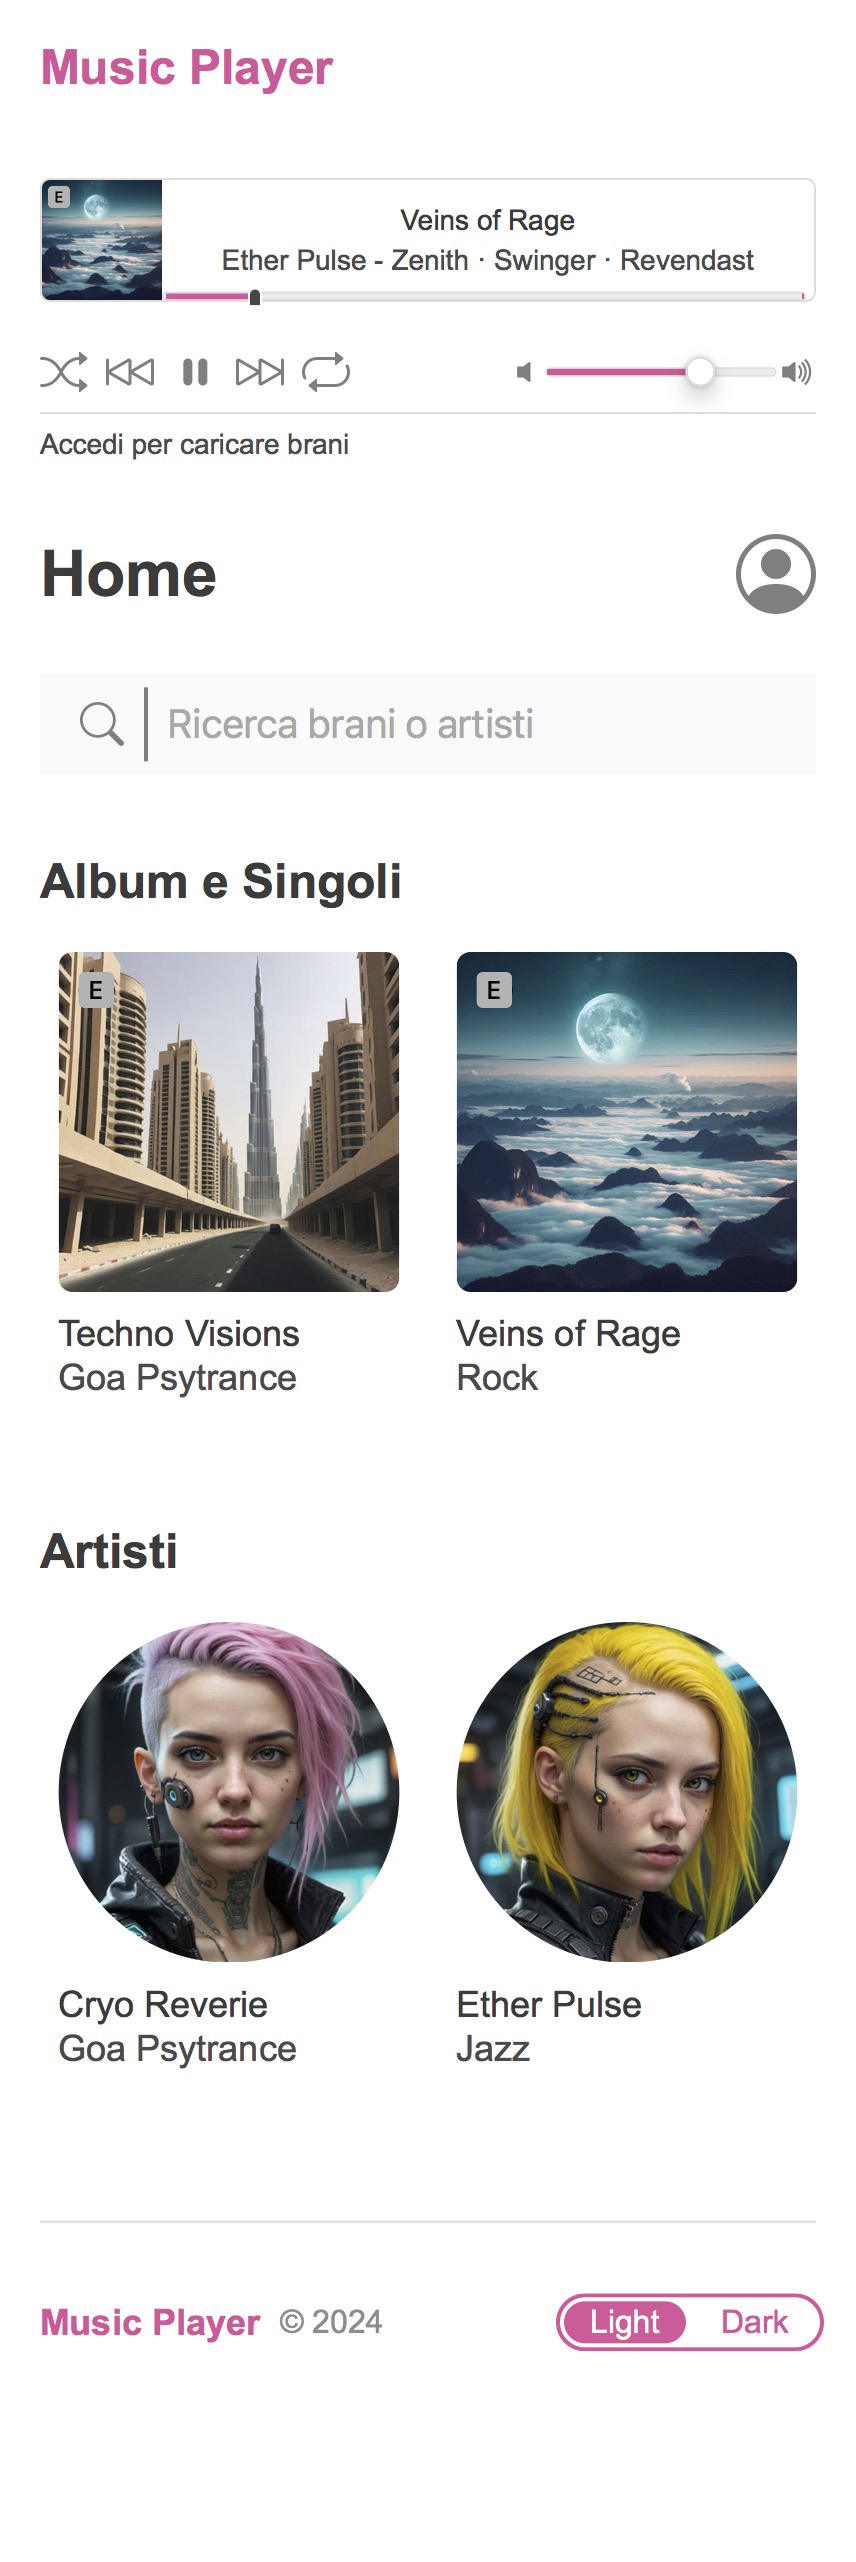 Music Player
E
Veins of Rage
Ether Pulse - Zenith · Swinger · Revendast
Accedi per caricare brani
Home
Ricerca brani o artisti
Album e Singoli
E
E
Techno Visions
Goa Psytrance
Veins of Rage
Rock
Artisti
Cryo Reverie
Goa Psytrance
Ether Pulse
Jazz
Music Player © 2024
Light Dark